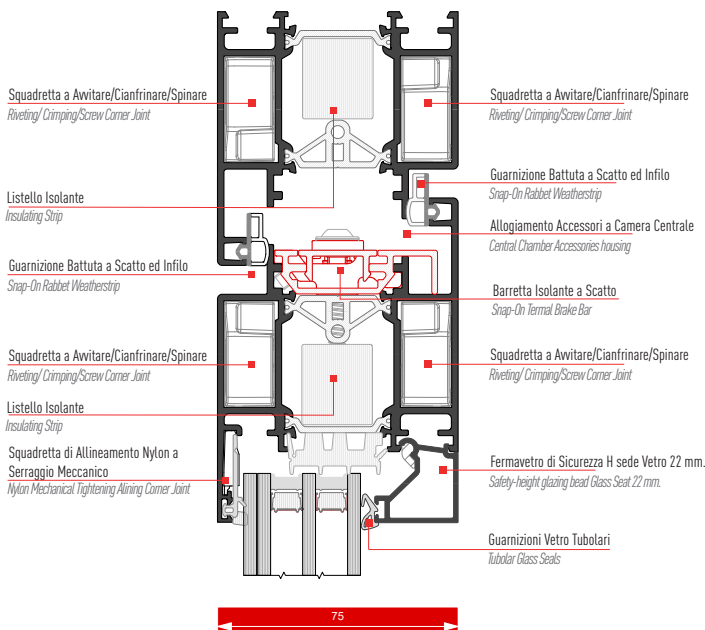 Squadretta a Avvitare/Cianfrinare/Spinare
Riveting/ Crimping/Screw Corner Joint
Listello Isolante
Insulating Strip
Guarnizione Battuta a Scatto ed Infilo
Snap-On Rabbet Weatherstrip
Squadretta a Avvitare/Cianfrinare/Spinare
Riveting/ Crimping/Screw Corner Joint
Listello Isolante
Insulating Strip
Squadretta di Allineamento Nylon a
Serraggio Meccanico
Nylon Mechanical Tightening Alining Corner Joint
Squadretta a Avvitare/Cianfrinare/Spinare
Riveting/ Crimping/Screw Corner Joint
Guarnizione Battuta a Scatto ed Infilo
Snap-On Rabbet Weatherstrip
Allogiamento Accessori a Camera Centrale
Central Chamber Accessories housing
Barretta Isolante a Scatto
Snap-On Termal Brake Bar
Squadretta a Avvitare/Cianfrinare/Spinare
Riveting/ Crimping/Screw Corner Joint
Fermavetro di Sicurezza H sede Vetro 22 mm.
Safety-height glazing bead Glass Seat 22 mm.
Guarnizioni Vetro Tubolari
Tubolar Glass Seals
75